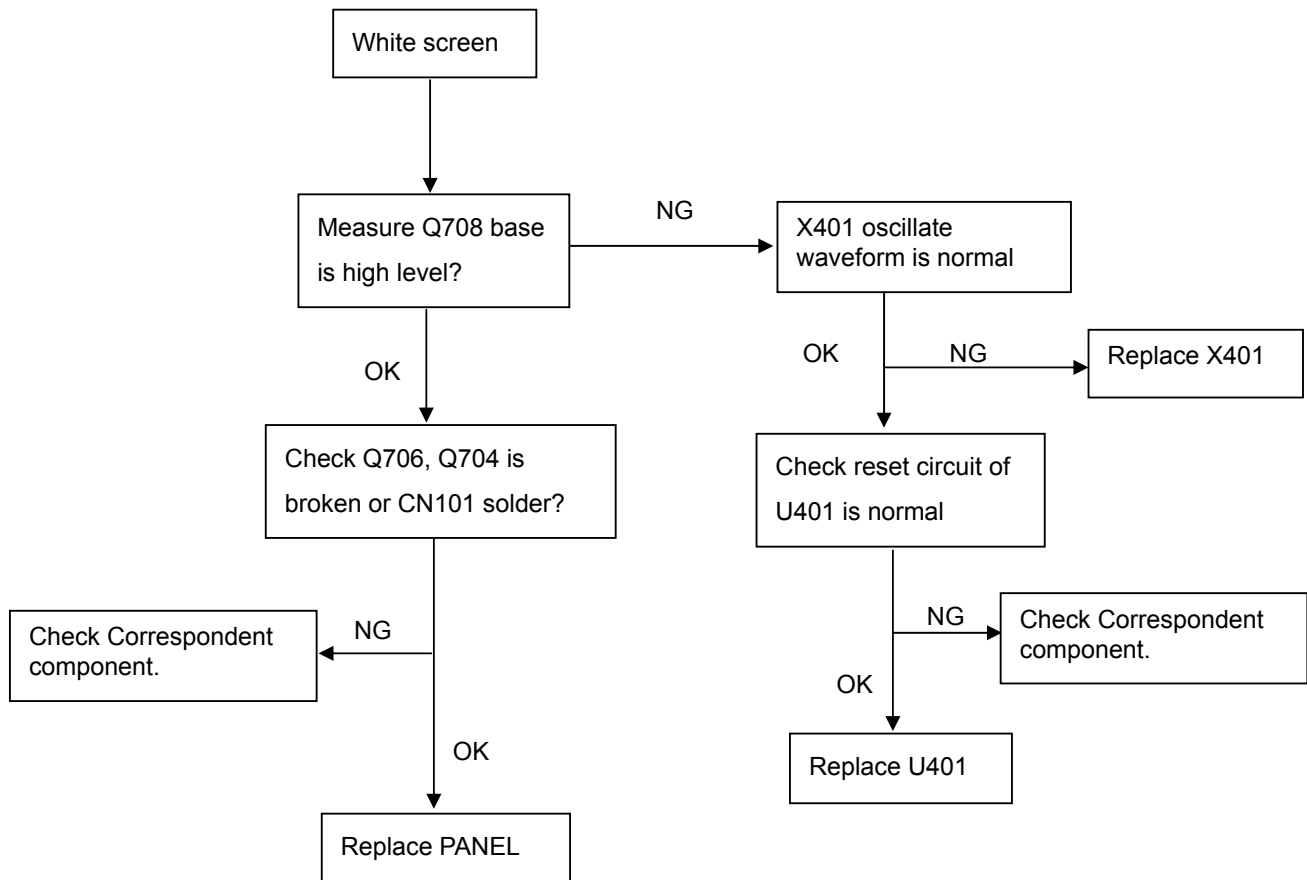 White screen
Measure Q708 base
is high level?
NG
X401 oscillate
waveform is normal
OK
NG
Replace X401
OK
Check Q706, Q704 is
broken or CN101 solder?
Check reset circuit of
U401 is normal
Check Correspondent
component.
NG
NG
Check Correspondent
component.
OK
OK
Replace U401
Replace PANEL